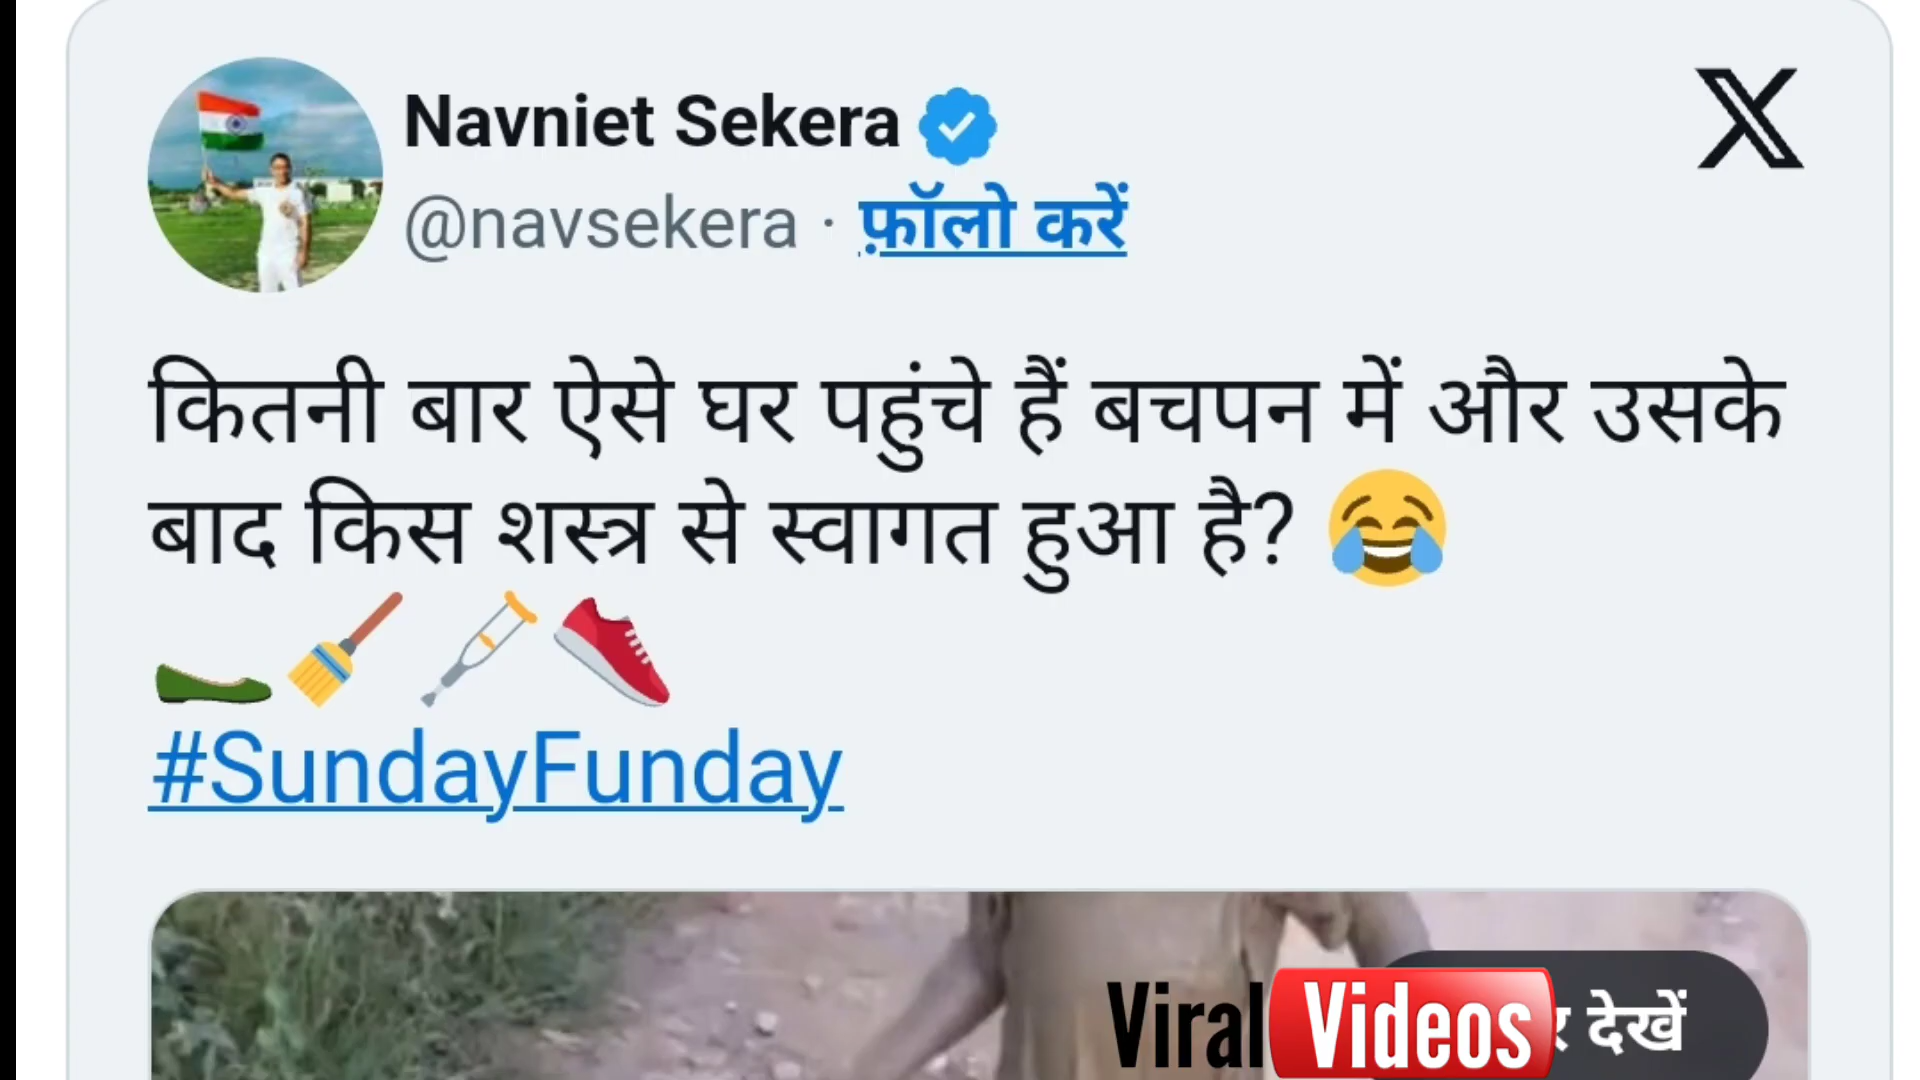 Navniet Sekera
@navsekera · फ़ॉलो करें
कितनी बार ऐसे घर पहुंचे हैं बचपन में और उसके
बाद किस शस्त्र से स्वागत हुआ है? 😂
🥿🧹🩼👟
#SundayFunday
देखें
Viral Videos